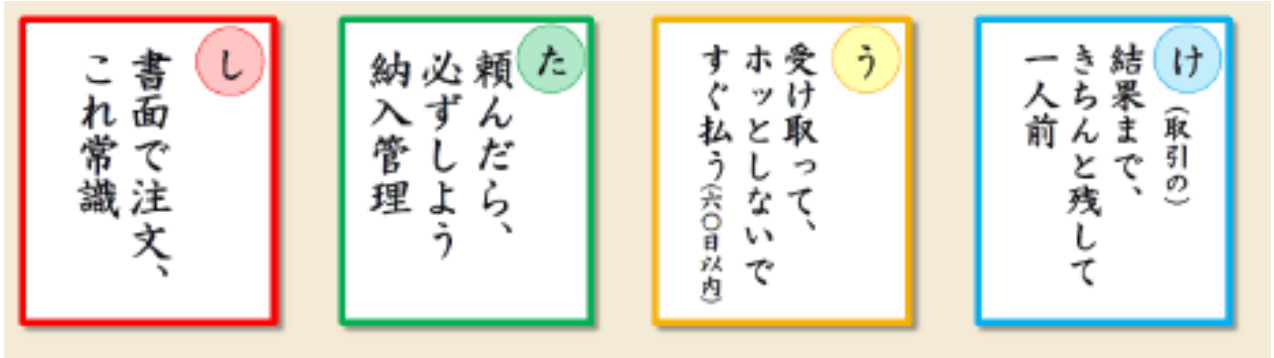 し
書面で注文、
これ常識
た
頼んだら、
必ずしよう
納入管理
う
受け取って、
ホッとしないで
すぐ払う(六〇日以内)
け
(取引の)
結果まで、
きちんと残して
一人前